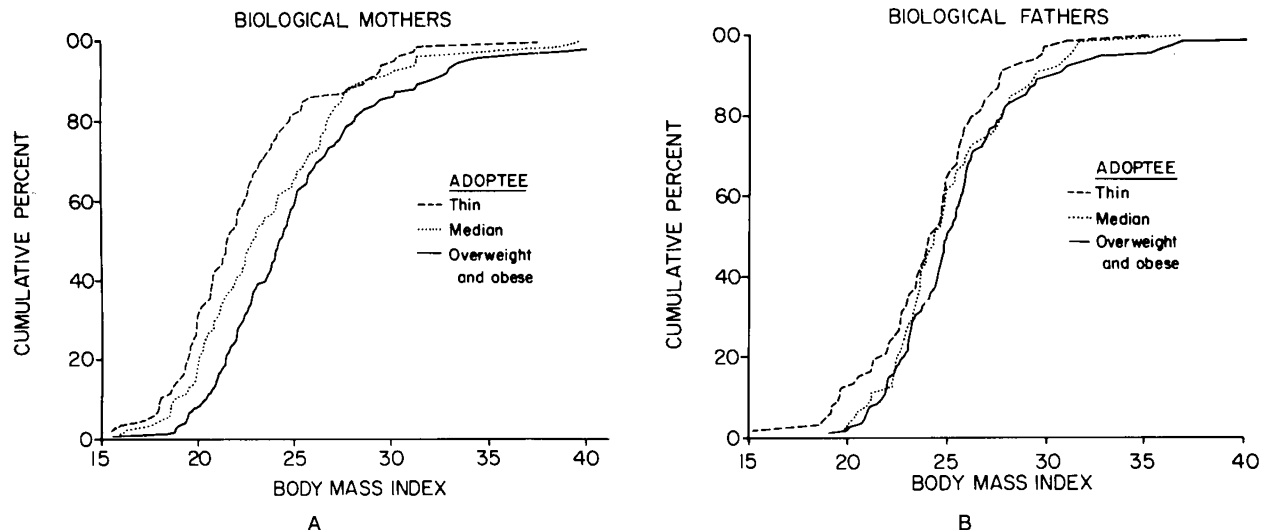 BIOLOGICAL MOTHERS
00
80
60
40
20
0
CUMULATIVE PERCENT
ADOPTEE
Thin
Median
Overweight
and obese
15 20 25 30 35 40
BODY MASS INDEX
A
BIOLOGICAL FATHERS
00
80
60
40
20
0
CUMULATIVE PERCENT
ADOPTEE
Thin
Median
Overweight
and obese
15 20 25 30 35 40
BODY MASS INDEX
B